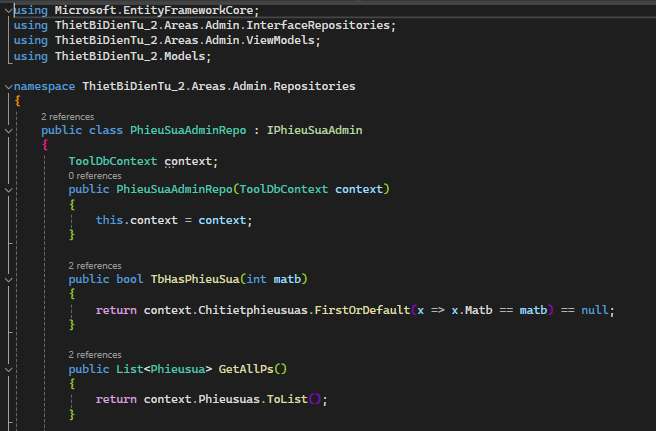 using Microsoft.EntityFrameworkCore;
using ThietBiDienTu_2.Areas.Admin.InterfaceRepositories;
using ThietBiDienTu_2.Areas.Admin.ViewModels;
using ThietBiDienTu_2.Models;
namespace ThietBiDienTu_2.Areas.Admin.Repositories
{
2 references
public class PhieuSuaAdminRepo : IPhieuSuaAdmin
{
ToolDbContext context;
0 references
public PhieuSuaAdminRepo(ToolDbContext context)
{
this.context = context;
}
2 references
public bool TbHasPhieuSua(int matb)
{
return context.Chitietphieusuas.FirstOrDefault(x => x.Matb == matb) == null;
}
2 references
public List<Phieusua> GetAllPs()
{
return context.Phieusuas.ToList();
}